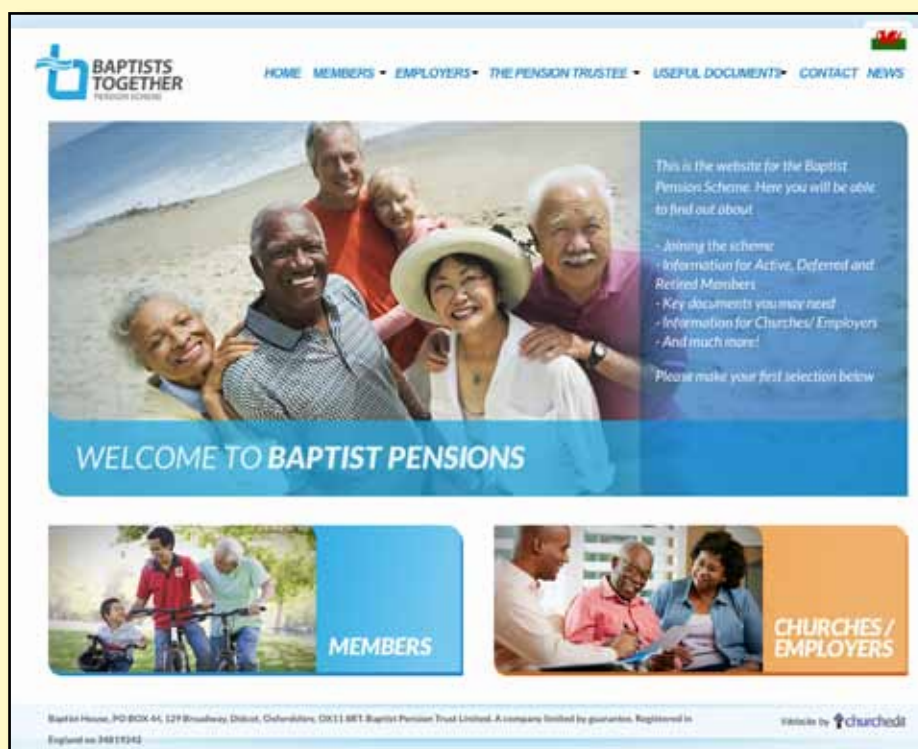 BAPTISTS
TOGETHER
PENSION SCHEME
HOME MEMBERS EMPLOYERS THE PENSION TRUSTEE USEFUL DOCUMENTS CONTACT NEWS
This is the website for the Baptist
Pension Scheme. Here you will be able
to find out about
- Joining the scheme
- Information for Active, Deferred and
Retired Members
- Key documents you may need
- Information for Churches/ Employers
- And much more!
Please make your first selection below
WELCOME TO BAPTIST PENSIONS
MEMBERS
CHURCHES /
EMPLOYERS
Baptist House, PO BOX 44, 129 Broadway, Didcot, Oxfordshire, OX11 8RT. Baptist Pension Trust Limited. A company limited by guarantee. Registered in
England no
Website by churchedit